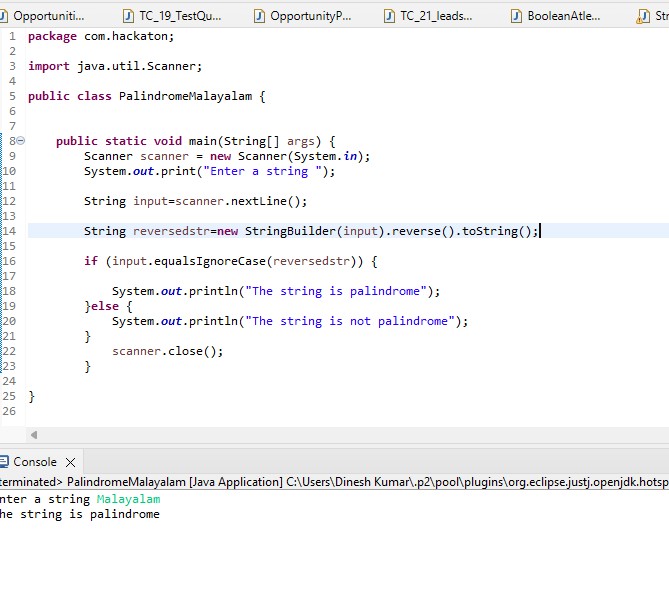 Opportuniti... TC_19_TestQu... OpportunityP... TC_21_leads... BooleanAtle... Str
1 package com.hackaton;
2
3 import java.util.Scanner;
4
5 public class PalindromeMalayalam {
6
7
8 public static void main(String[] args) {
9 Scanner scanner = new Scanner(System.in);
10 System.out.print("Enter a string ");
11
12 String input=scanner.nextLine();
13
14 String reversedstr=new StringBuilder(input).reverse().toString();
15
16 if (input.equalsIgnoreCase(reversedstr)) {
17
18 System.out.println("The string is palindrome");
19 }else {
20 System.out.println("The string is not palindrome");
21 }
22 scanner.close();
23 }
24
25 }
26
Console
terminated> PalindromeMalayalam [Java Application] C:\Users\Dinesh Kumar\.p2\pool\plugins\org.eclipse.justj.openjdk.hotsp
nter a string Malayalam
he string is palindrome